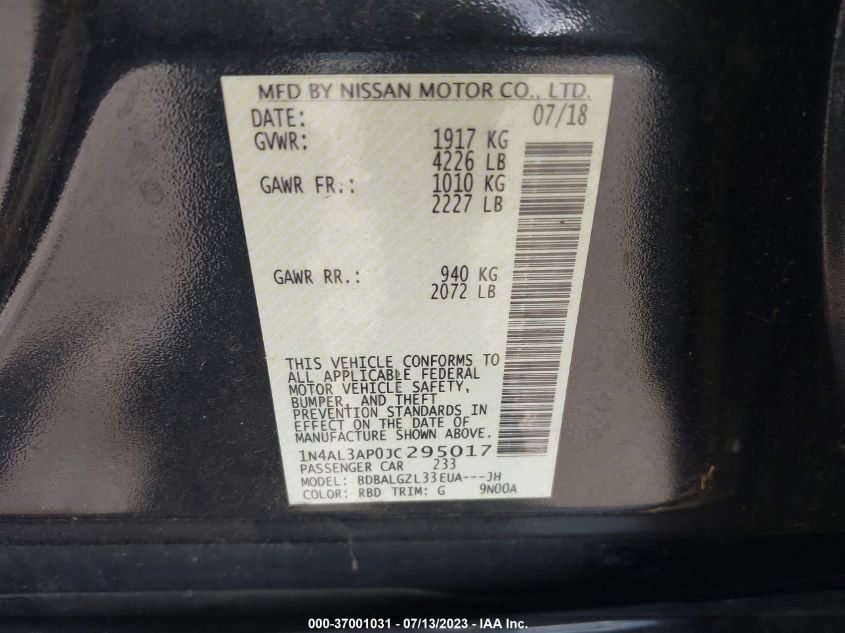 MFD BY NISSAN MOTOR CO., LTD.
DATE: 07/18
GVWR: 1917 KG
4226 LB
GAWR FR.: 1010 KG
2227 LB
GAWR RR.: 940 KG
2072 LB
THIS VEHICLE CONFORMS TO
ALL APPLICABLE FEDERAL
MOTOR VEHICLE SAFETY,
BUMPER, AND THEFT
PREVENTION STANDARDS IN
EFFECT ON THE DATE OF
MANUFACTURE SHOWN ABOVE.
1N4AL3AP0JC295017
PASSENGER CAR 233
MODEL: BDBALGZL33EUA---JH
COLOR: RBD TRIM: G 9N00A
000-37001031 - 07/13/2023 - IAA Inc.